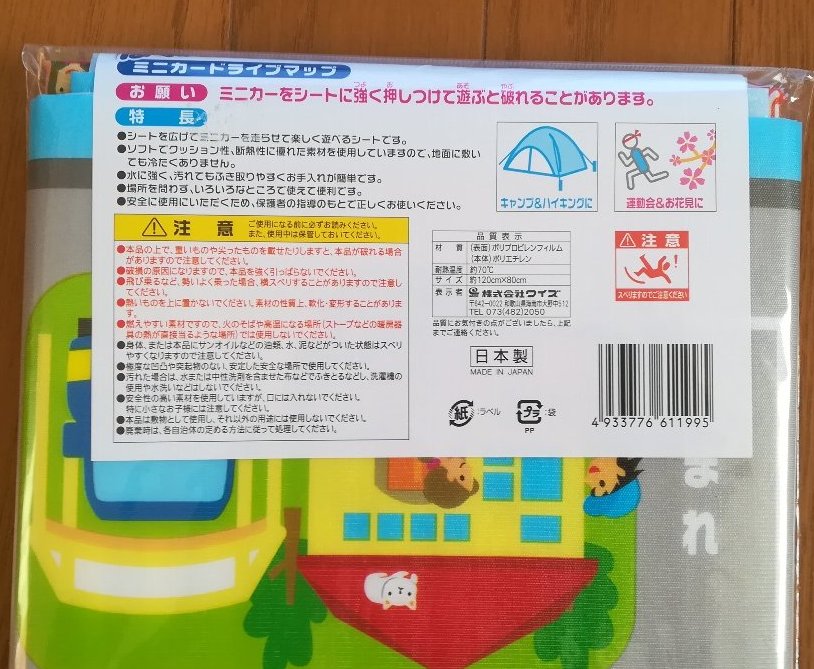 ミニカードライブマップ
お願い ミニカーをシートに強く押しつけて遊ぶと破れることがあります。
特長
●シートを広げてミニカーを走らせて楽しく遊べるシートです。
●ソフトでクッション性、断熱性に優れた素材を使用していますので、地面に敷い
ても冷たくありません。
●水に強く、汚れてもふき取りやすくお手入れが簡単です。
●場所を問わず、いろいろなところで使えて便利です。
●安全に使用にいただくため、保護者の指導のもとで正しくお使いください。
キャンプ&ハイキングに
運動会&お花見に
注意 ご使用になる前に必ずお読みください。
また、使用中は保管しておいてください。
●本品の上で、重いものや尖ったものを載せたりしますと、本品が破れる場合
がありますので注意してください。
●破損の原因になりますので、本品を強く引っぱらないでください。
●飛び乗るなど、勢いよく乗った場合、横スベリすることがありますので注意し
てください。
●熱いものを上に置かないでください。素材の性質上、軟化・変形することがありま
す。
●燃えやすい素材ですので、火のそばや高温になる場所(ストーブなどの暖房器
具の熱が直接当るような場所)では使用しないでください。
●身体、または本品にサンオイルなどの油類、水、泥などがついた状態はスベリ
やすくなりますので注意してください。
●極度な凹凸や突起物のない、安定した安全な場所で使用してください。
●汚れた場合は、水または中性洗剤を含ませた布などでふきとるなどし、洗濯機の
使用や水洗いなどはしないでください。
●安全性の高い素材を使用していますが、口には入れないでください。
特に小さなお子様には注意してください。
●本品は敷物として使用し、それ以外の用途には使用しないでください。
●廃棄時は、各自治体の定める方法に従って処理してください。
品質表示
材質 (表面)ポリプロピレンフィルム
(本体)ポリエチレン
耐熱温度 約70℃
サイズ 約120cm×80cm
表示者 株式会社ワイズ
〒642-0022 和歌山県海南市大野中512
TEL 073(482)2050
品質にお気付きの点がございましたら、上記
までご連絡ください。
注意
スベリますのでご注意ください
日本製
MADE IN JAPAN
紙 :ラベル
プラ :袋
PP
4 933776 611995
まれ